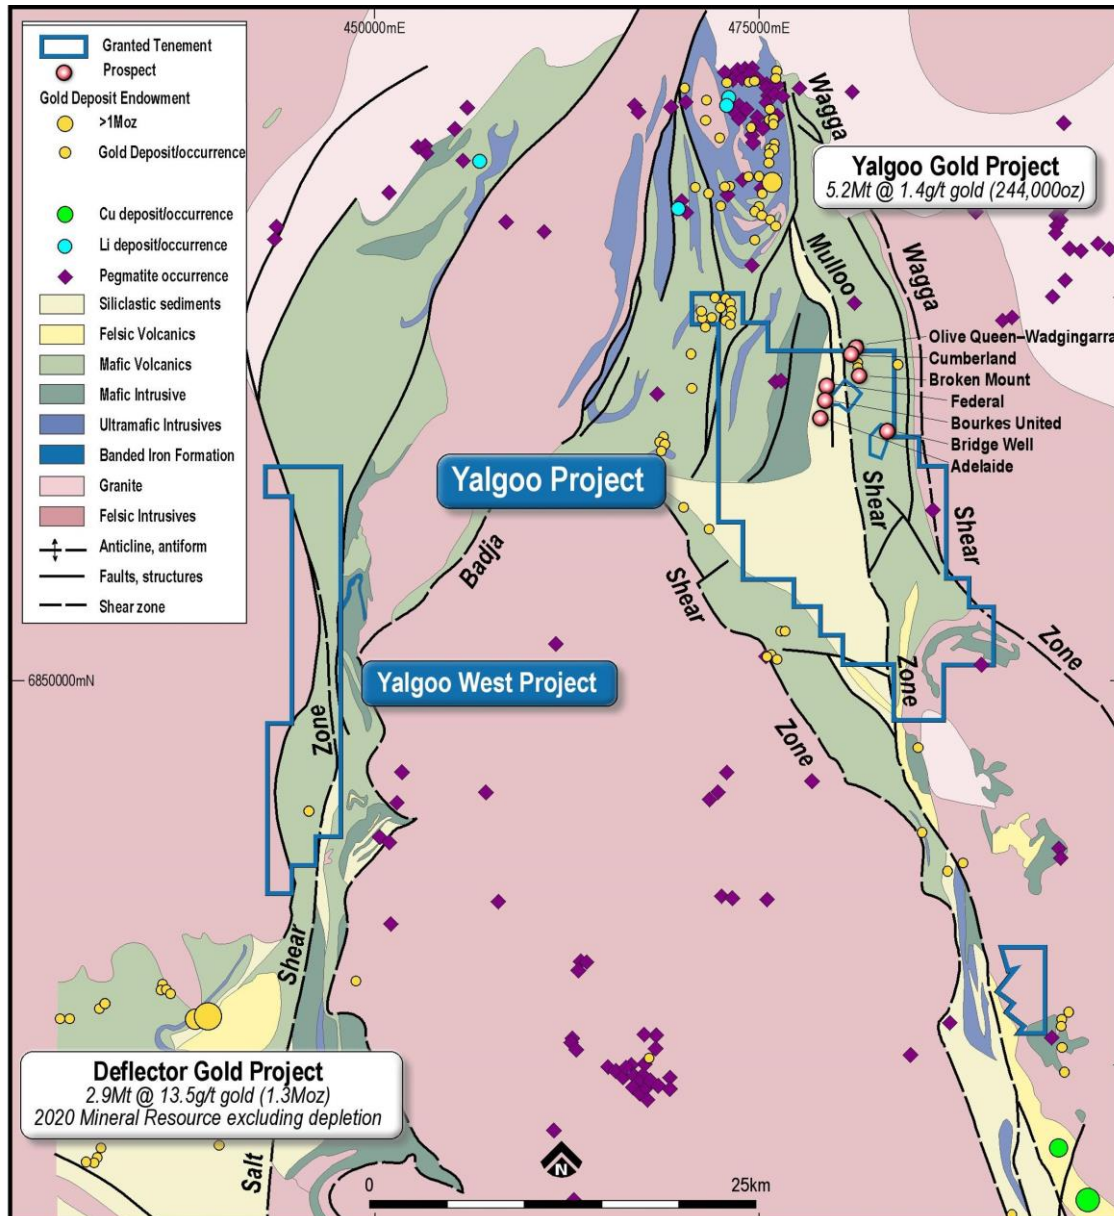 450000mE
475000mE
Granted Tenement
Prospect
Gold Deposit Endowment
>1Moz
Gold Deposit/occurrence
Cu deposit/occurrence
Li deposit/occurrence
Pegmatite occurrence
Siliclastic sediments
Felsic Volcanics
Mafic Volcanics
Mafic Intrusive
Ultramafic Intrusives
Banded Iron Formation
Granite
Felsic Intrusives
Anticline, antiform
Faults, structures
Shear zone
Wagga
Yalgoo Gold Project
5.2Mt @ 1.4g/t gold (244,000oz)
Mulloo
Wagga
Olive Queen–Wadgingarra
Cumberland
Broken Mount
Federal
Bourkes United
Bridge Well
Adelaide
Yalgoo Project
Shear
Shear
Badja
Shear
Zone
6850000mN
Yalgoo West Project
Zone
Zone
Zone
Shear
Deflector Gold Project
2.9Mt @ 13.5g/t gold (1.3Moz)
2020 Mineral Resource excluding depletion
Salt
N
0
25km